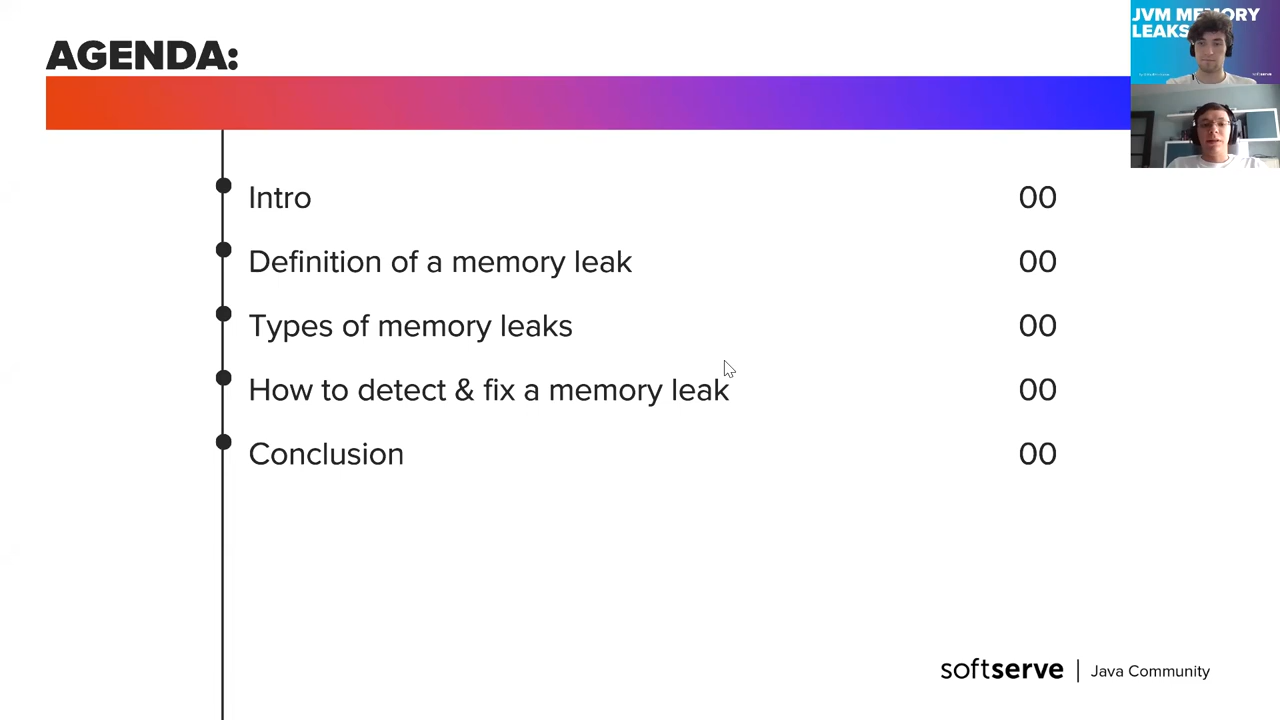 AGENDA:
JVM MEMORY
LEAKS
Intro 00
Definition of a memory leak 00
Types of memory leaks 00
How to detect & fix a memory leak 00
Conclusion 00
softserve | Java Community